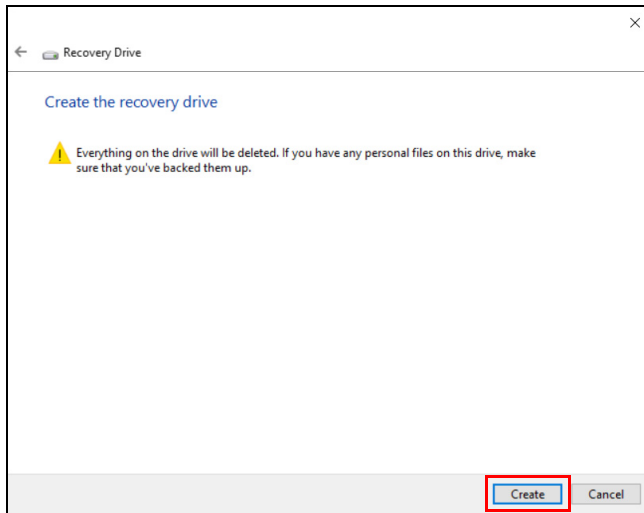 Recovery Drive
Create the recovery drive
Everything on the drive will be deleted. If you have any personal files on this drive, make
sure that you've backed them up.
Create Cancel